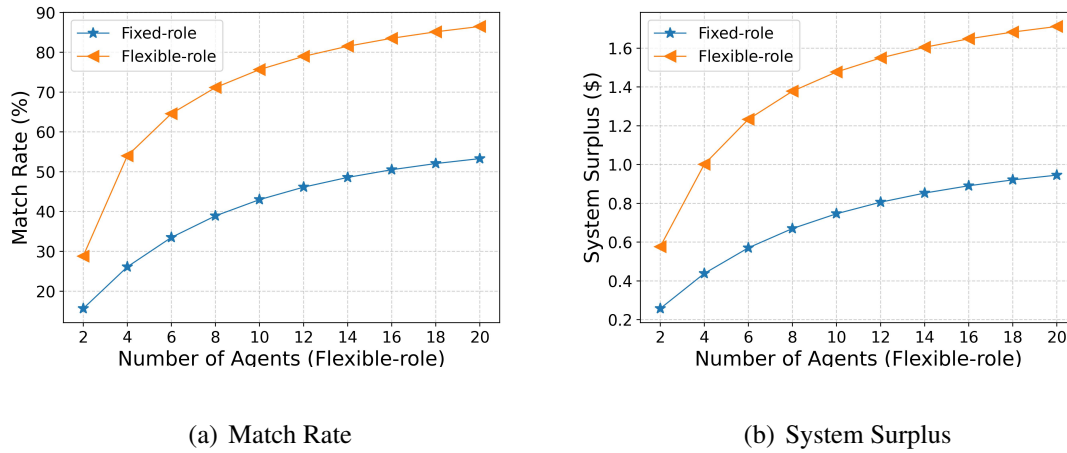 90
80
70
60
50
40
30
20
Match Rate (%)
Fixed-role
Flexible-role
2 4 6 8 10 12 14 16 18 20
Number of Agents (Flexible-role)
(a) Match Rate
1.6
1.4
1.2
1.0
0.8
0.6
0.4
0.2
System Surplus ($)
Fixed-role
Flexible-role
2 4 6 8 10 12 14 16 18 20
Number of Agents (Flexible-role)
(b) System Surplus